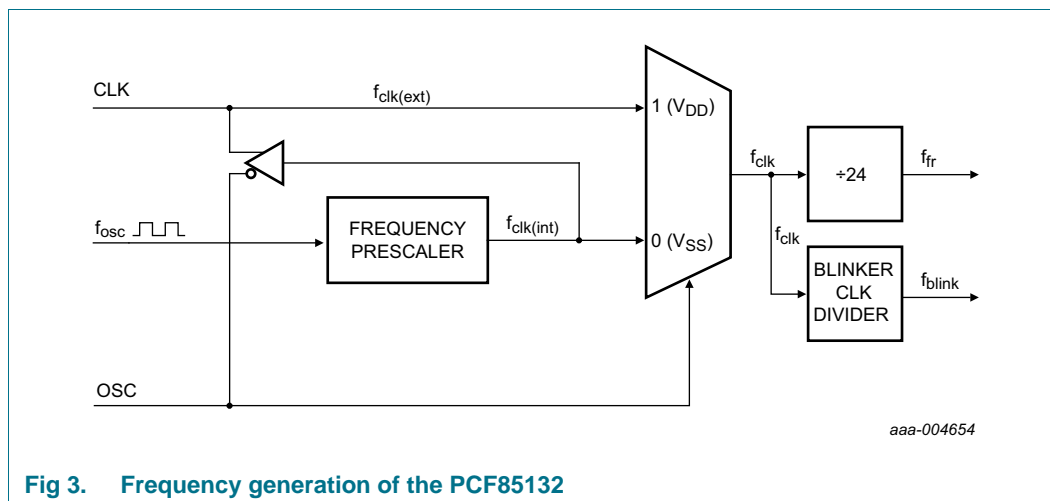 CLK
fclk(ext)
1 (VDD)
fclk
÷24
ffr
fosc
FREQUENCY
PRESCALER
fclk(int)
0 (VSS)
fclk
BLINKER
CLK
DIVIDER
fblink
OSC
aaa-004654
Fig 3. Frequency generation of the PCF85132